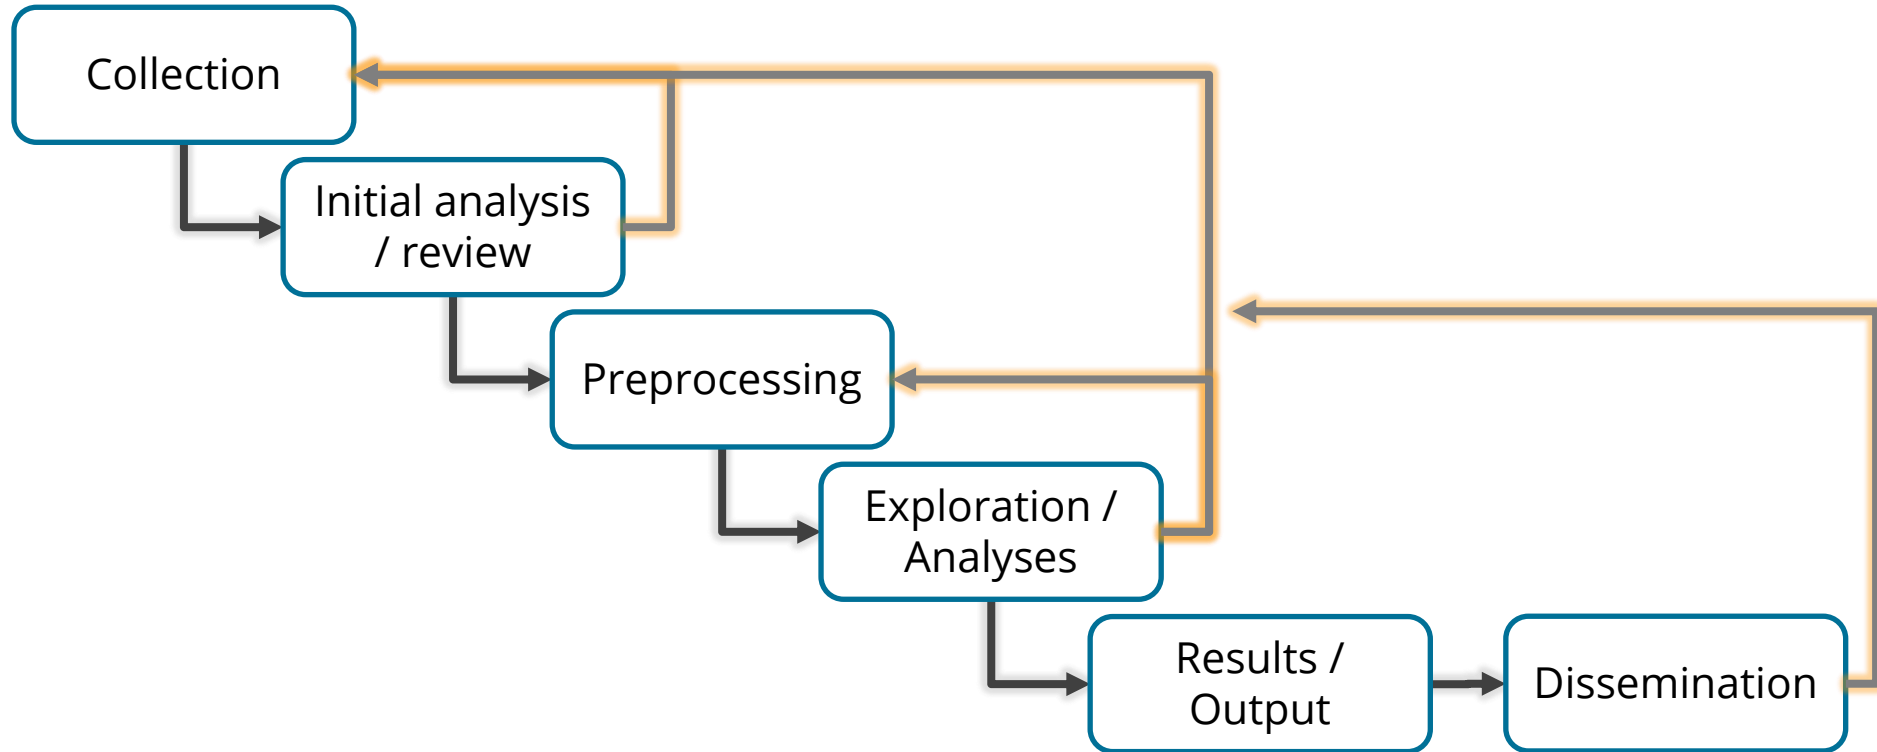 Collection
Initial analysis
/ review
Preprocessing
Exploration /
Analyses
Results /
Output
Dissemination